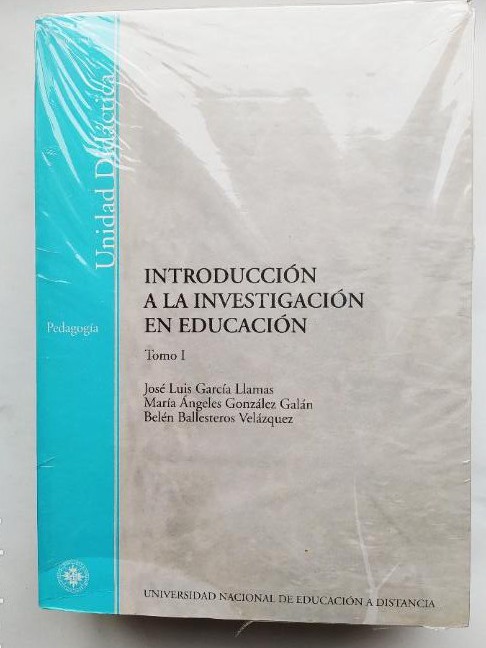 Unidad Didáctica
Pedagogía
INTRODUCCIÓN
A LA INVESTIGACIÓN
EN EDUCACIÓN
Tomo I
José Luis García Llamas
María Ángeles González Galán
Belén Ballesteros Velázquez
UNIVERSIDAD NACIONAL DE EDUCACIÓN A DISTANCIA